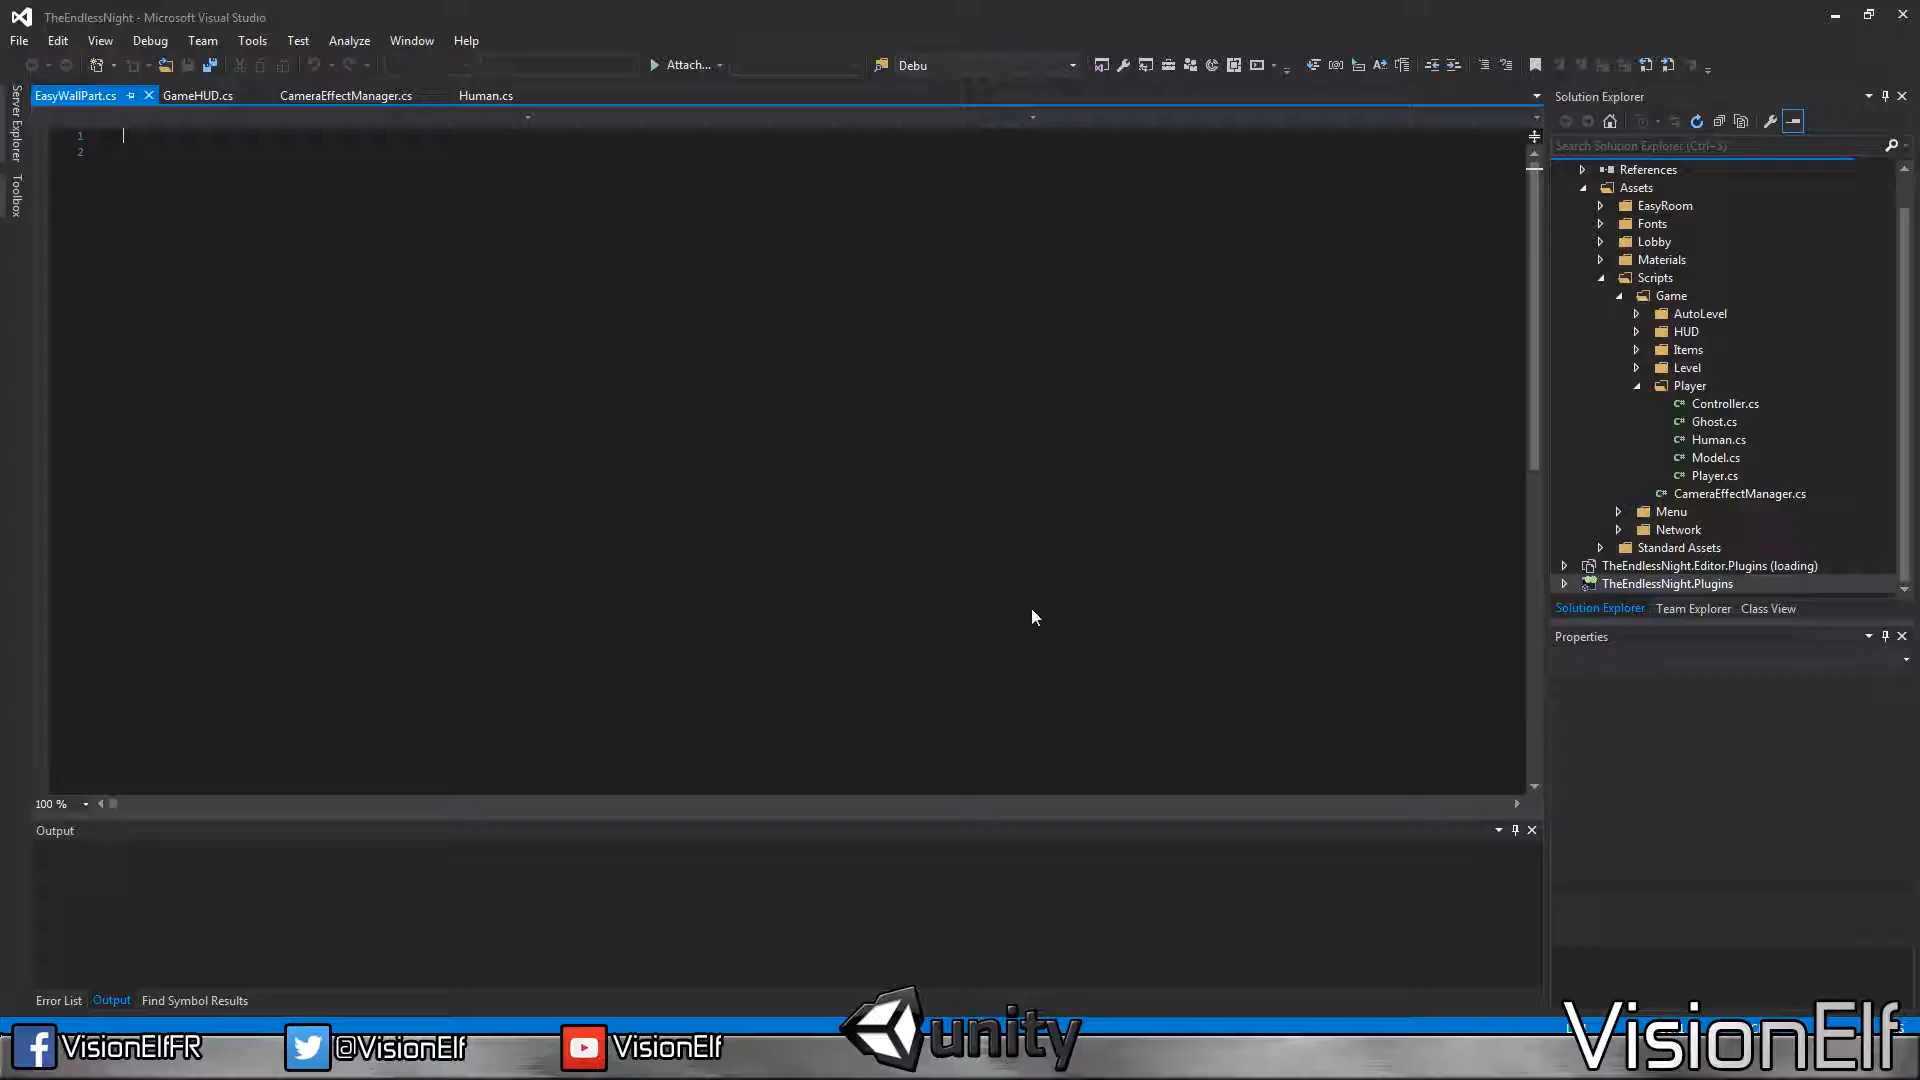 TheEndlessNight - Microsoft Visual Studio
File Edit View Debug Team Tools Test Analyze Window Help
Attach... Debu
EasyWallPart.cs GameHUD.cs CameraEffectManager.cs Human.cs
Server Explorer
Toolbox
1
2
100 %
Output
Error List Output Find Symbol Results
Solution Explorer
Search Solution Explorer (Ctrl+$)
References
Assets
EasyRoom
Fonts
Lobby
Materials
Scripts
Game
AutoLevel
HUD
Items
Level
Player
C# Controller.cs
C# Ghost.cs
C# Human.cs
C# Model.cs
C# Player.cs
C# CameraEffectManager.cs
Menu
Network
Standard Assets
TheEndlessNight.Editor.Plugins (loading)
TheEndlessNight.Plugins
Solution Explorer Team Explorer Class View
Properties
VisionElfFR @VisionElf VisionElf unity VisionElf